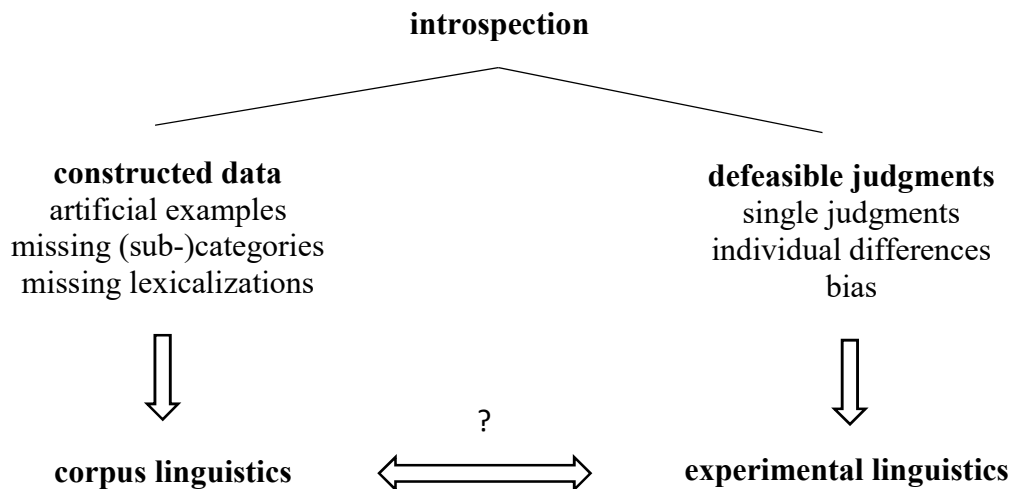 introspection
constructed data
artificial examples
missing (sub-)categories
missing lexicalizations
defeasible judgments
single judgments
individual differences
bias
?
corpus linguistics
experimental linguistics